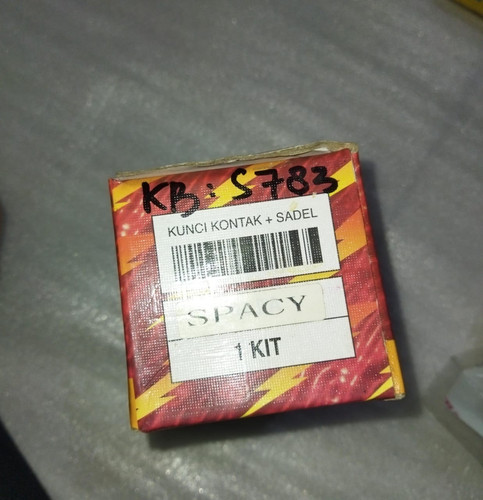 KB: S783
KUNCI KONTAK + SADEL
SPACY
1 KIT